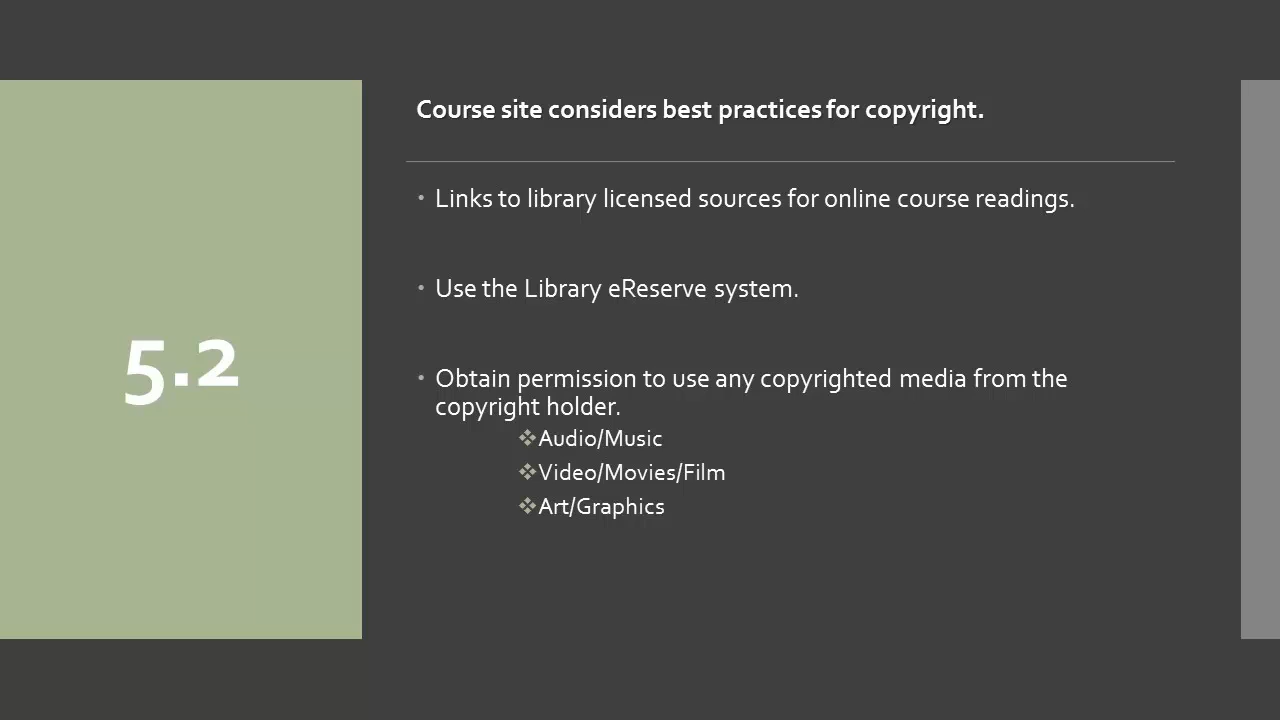 Course site considers best practices for copyright.
• Links to library licensed sources for online course readings.
• Use the Library eReserve system.
5.2
• Obtain permission to use any copyrighted media from the
copyright holder.
❖Audio/Music
❖Video/Movies/Film
❖Art/Graphics